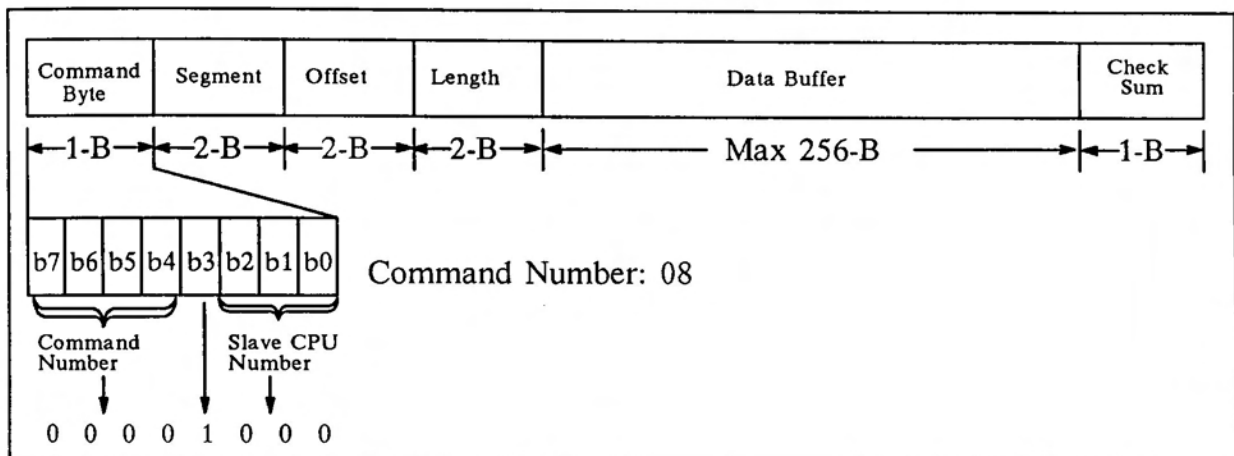 Command Byte Segment Offset Length Data Buffer Check Sum
1-B 2-B 2-B 2-B Max 256-B 1-B
b7 b6 b5 b4 b3 b2 b1 b0
Command Number: 08
Command Number
Slave CPU Number
0 0 0 0 1 0 0 0